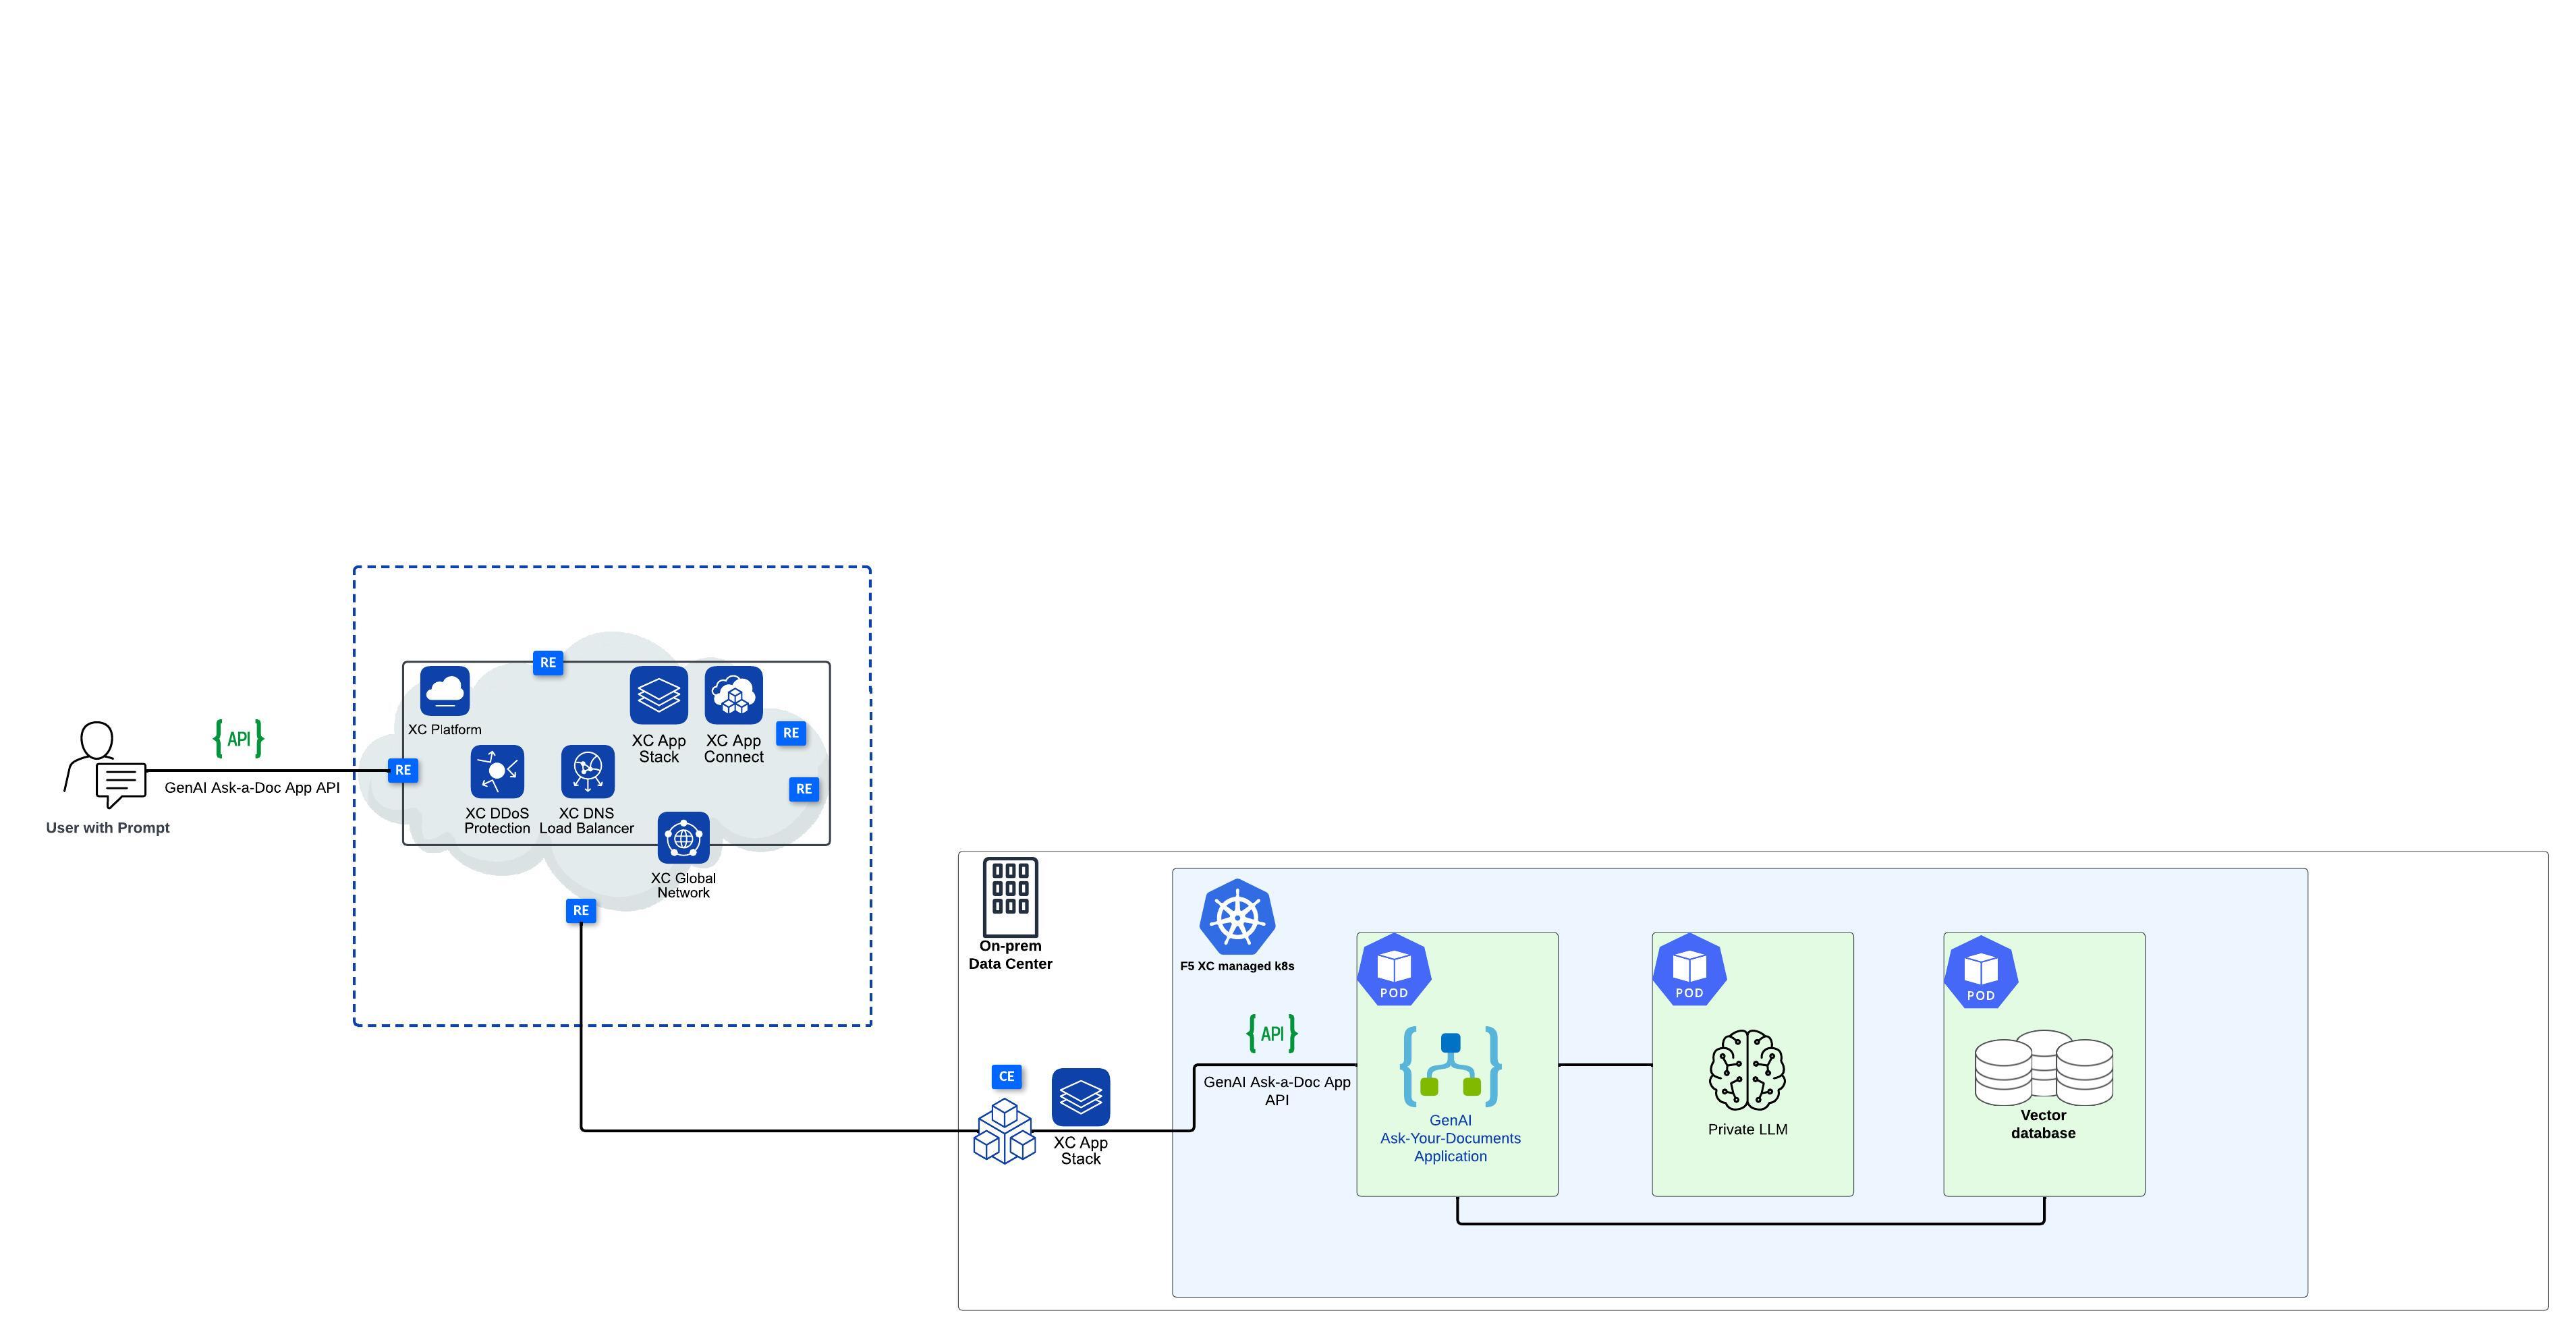 {API}
GenAI Ask-a-Doc App API
User with Prompt
RE
RE
RE
RE
RE
XC Platform
XC App
Stack
XC App
Connect
XC DDoS
Protection
XC DNS
Load Balancer
XC Global
Network
On-prem
Data Center
CE
XC App
Stack
F5 XC managed k8s
{API}
GenAI Ask-a-Doc App
API
POD
GenAI
Ask-Your-Documents
Application
POD
Private LLM
POD
Vector
database